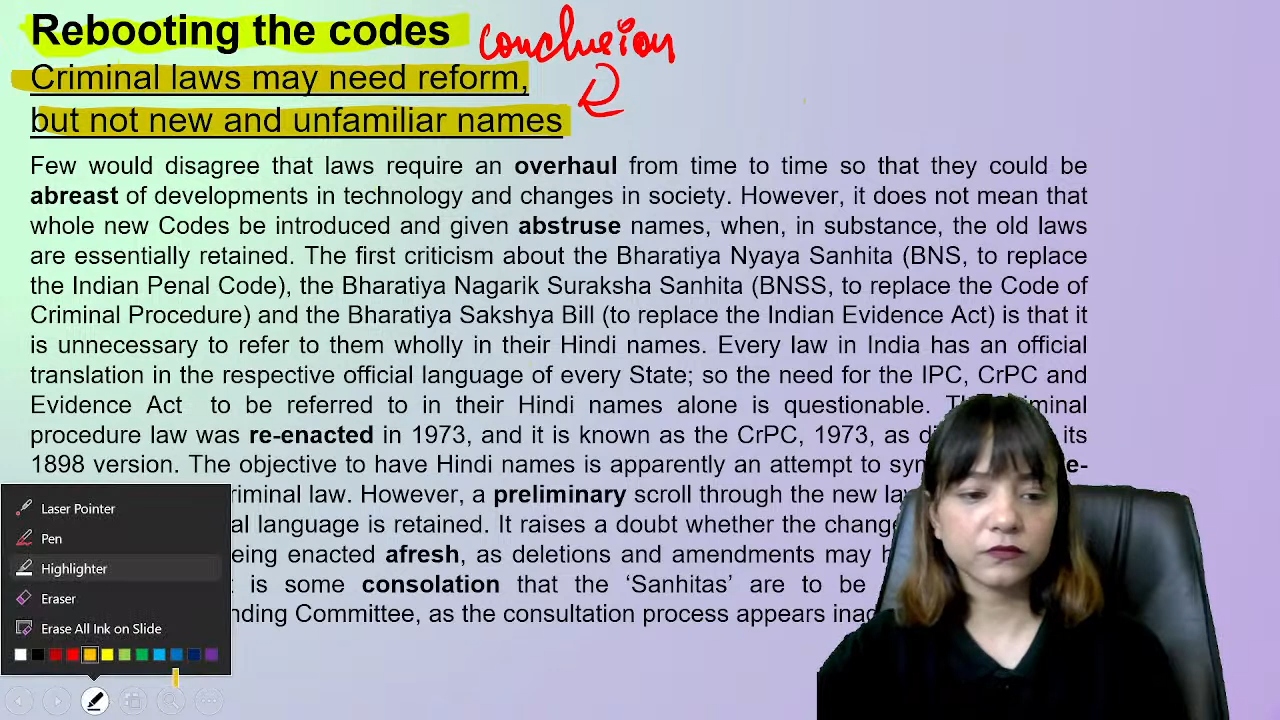 Rebooting the codes
conclusion
Criminal laws may need reform,
but not new and unfamiliar names
Few would disagree that laws require an overhaul from time to time so that they could be
abreast of developments in technology and changes in society. However, it does not mean that
whole new Codes be introduced and given abstruse names, when, in substance, the old laws
are essentially retained. The first criticism about the Bharatiya Nyaya Sanhita (BNS, to replace
the Indian Penal Code), the Bharatiya Nagarik Suraksha Sanhita (BNSS, to replace the Code of
Criminal Procedure) and the Bharatiya Sakshya Bill (to replace the Indian Evidence Act) is that it
is unnecessary to refer to them wholly in their Hindi names. Every law in India has an official
translation in the respective official language of every State; so the need for the IPC, CrPC and
Evidence Act to be referred to in their Hindi names alone is questionable.
procedure law was re-enacted in 1973, and it is known as the CrPC, 1973, as its
1898 version. The objective to have Hindi names is apparently an attempt to
criminal law. However, a preliminary scroll through the new
language is retained. It raises a doubt whether the
being enacted afresh, as deletions and amendments may
is some consolation that the ‘Sanhitas’ are to be
Committee, as the consultation process appears
Laser Pointer
Pen
Highlighter
Eraser
Erase All Ink on Slide